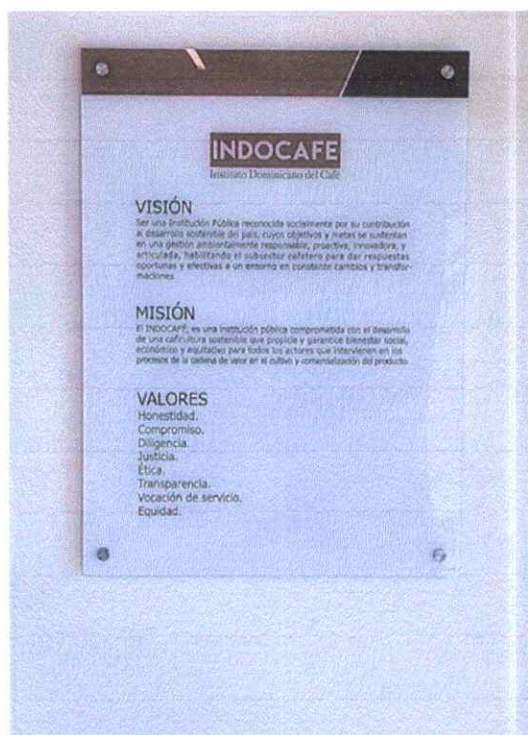 INDOCAFE
Instituto Dominicano del Café
VISIÓN
Ser una Institución Pública reconocida socialmente por su contribución
al desarrollo sostenible del país, cuyos objetivos y metas se sustentan
en una gestión ambientalmente responsable, proactiva, innovadora, y
articulada, habilitando el subsector cafetero para dar respuestas
oportunas y efectivas a un entorno en constante cambios y transfor-
maciones
MISIÓN
El INDOCAFÉ, es una institución pública comprometida con el desarrollo
de una caficultura sostenible que propicie y garantice bienestar social,
económico y equitativo para todos los actores que intervienen en los
procesos de la cadena de valor en el cultivo y comercialización del producto.
VALORES
Honestidad.
Compromiso.
Diligencia.
Justicia.
Ética.
Transparencia.
Vocación de servicio.
Equidad.